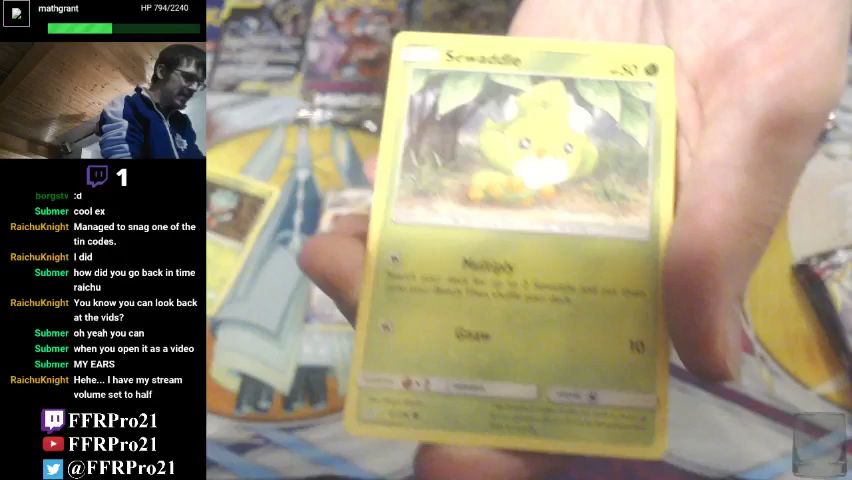 mathgrant HP 794/2240
1
borgstv :d
Submer cool ex
RaichuKnight Managed to snag one of the
tin codes.
RaichuKnight I did
Submer how did you go back in time
raichu
RaichuKnight You know you can look back
at the vids?
Submer oh yeah you can
Submer when you open it as a video
Submer MY EARS
RaichuKnight Hehe... I have my stream
volume set to half
FFRPro21
FFRPro21
@FFRPro21
Sewaddle
50
Multiply
Gnaw
10